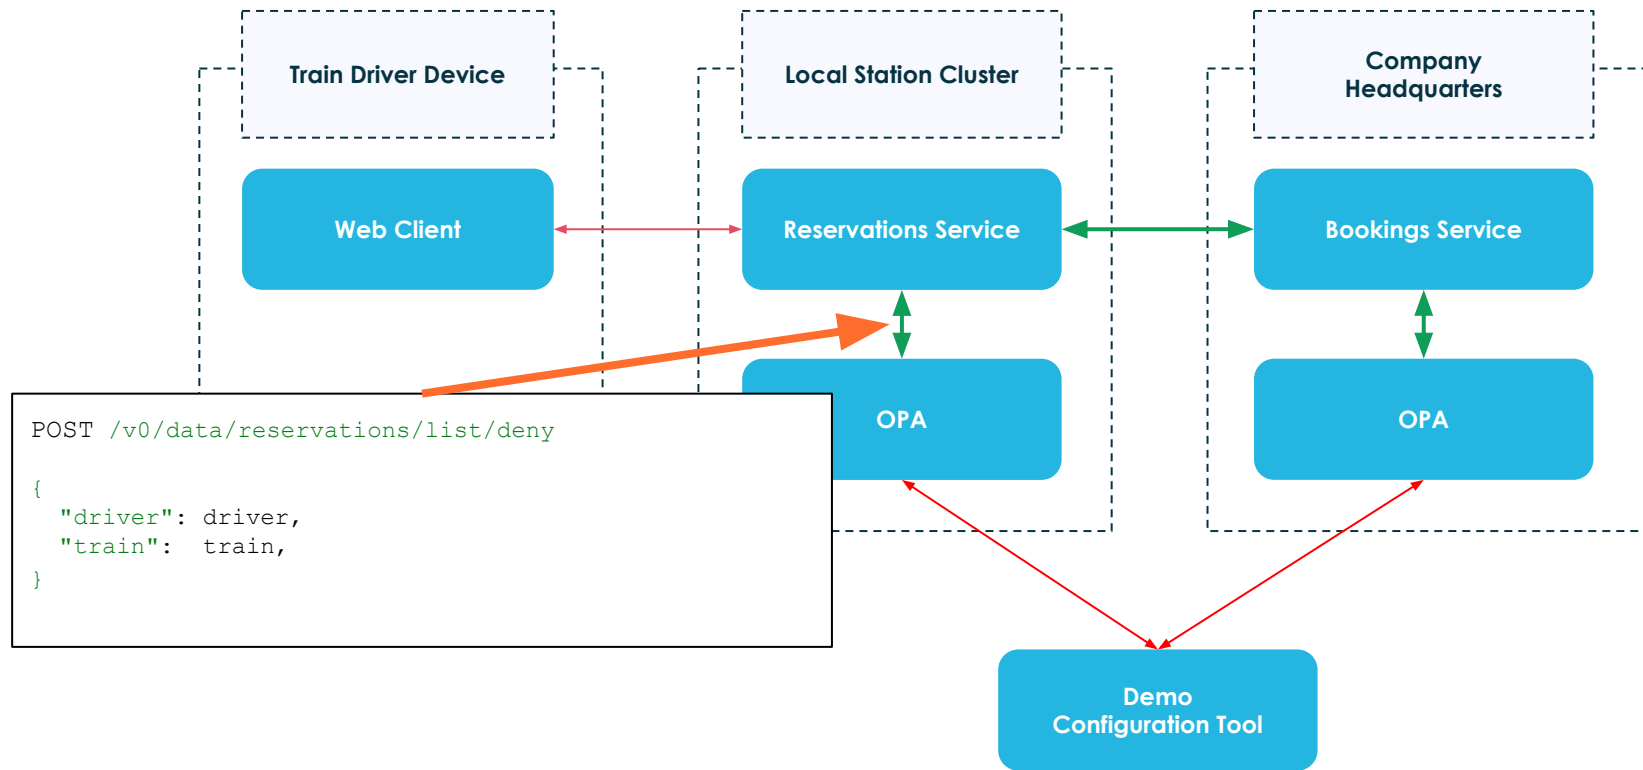 Train Driver Device
Local Station Cluster
Company
Headquarters
Web Client
Reservations Service
Bookings Service
OPA
OPA
POST /v0/data/reservations/list/deny
{
  "driver": driver,
  "train":  train,
}
Demo
Configuration Tool